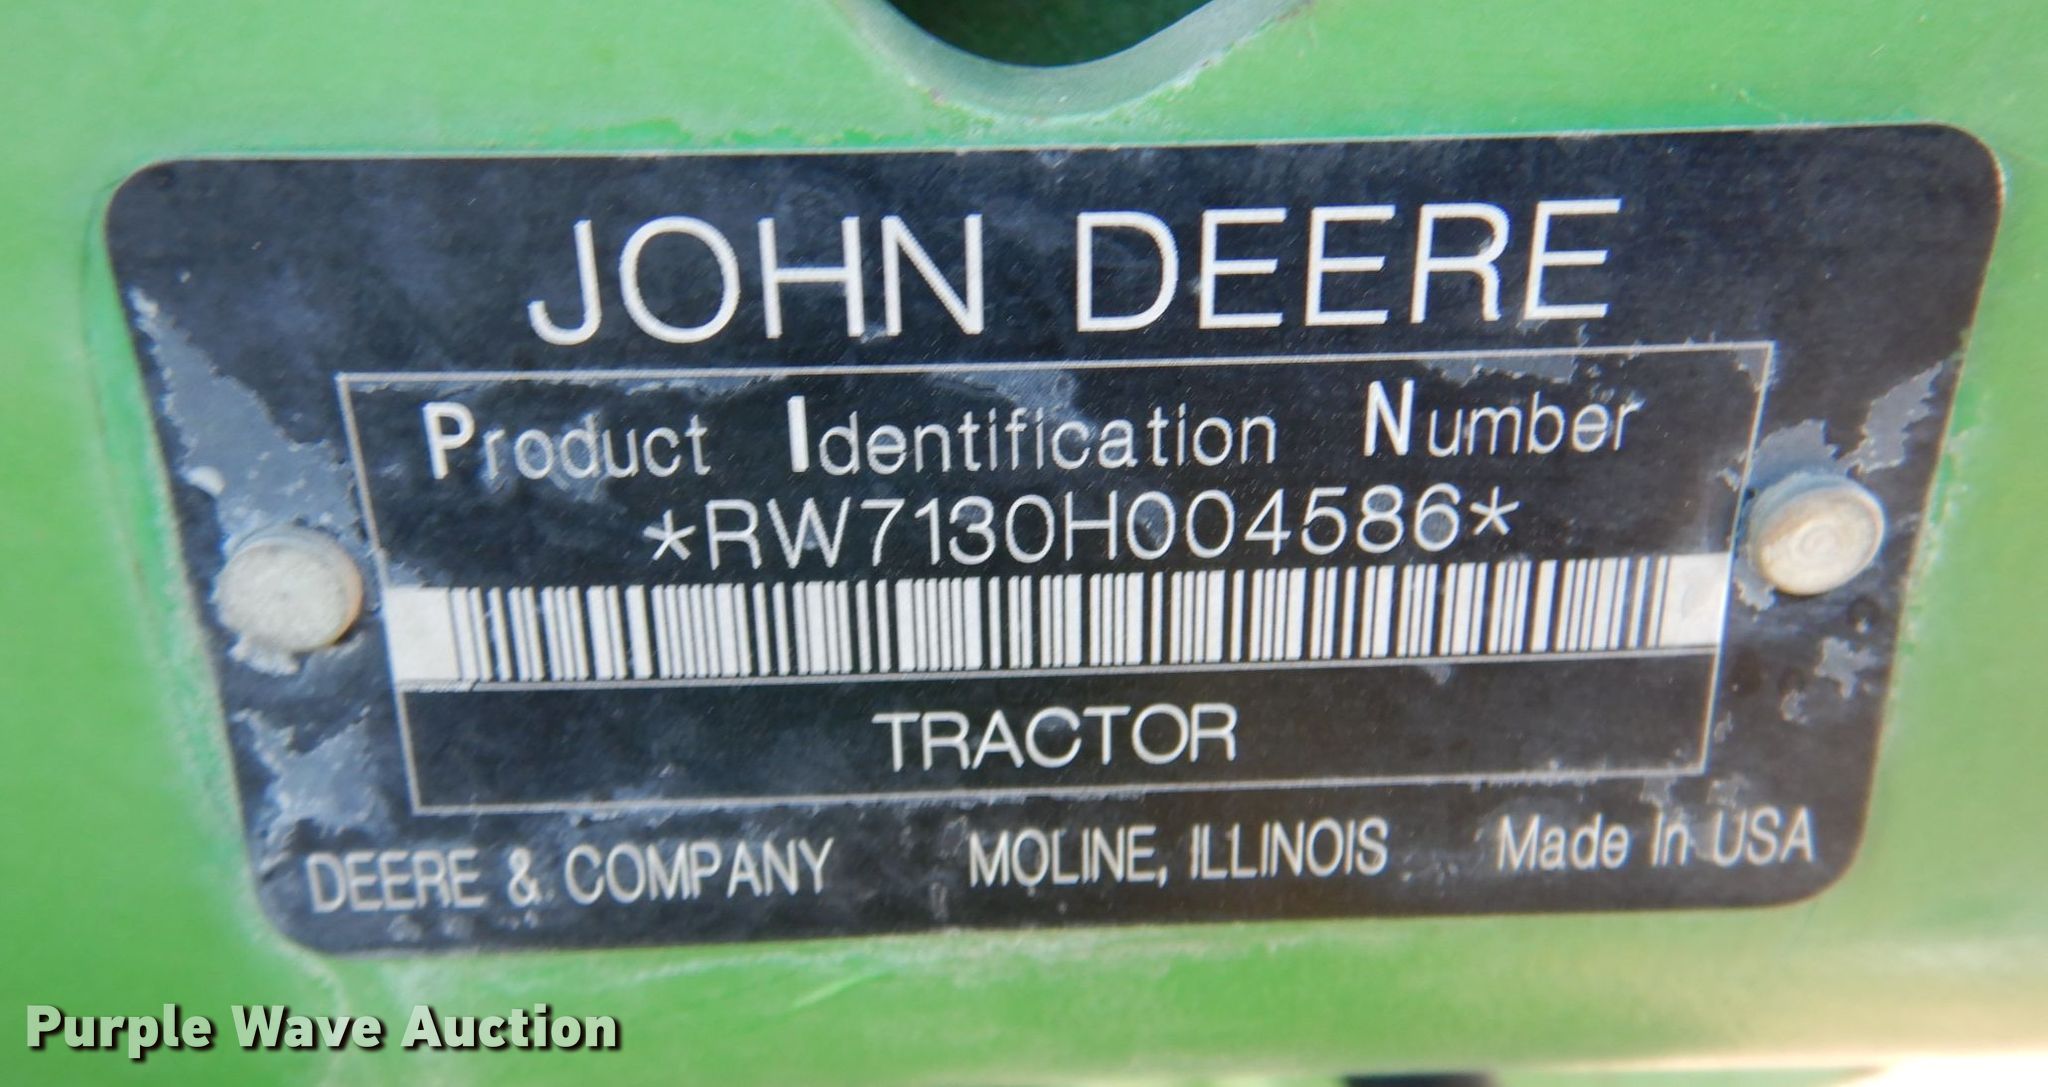 JOHN DEERE
Product Identification Number
*RW7130H004586*
TRACTOR
DEERE & COMPANY MOLINE, ILLINOIS Made in USA
Purple Wave Auction